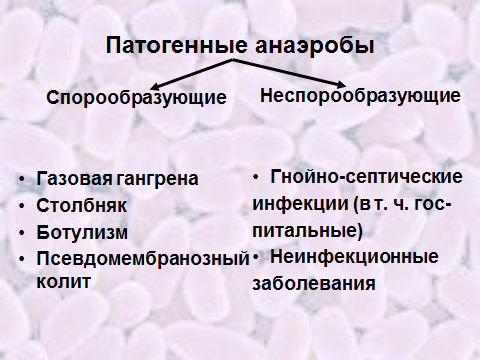 Патогенные анаэробы
Спорообразующие
Неспорообразующие
• Газовая гангрена
• Столбняк
• Ботулизм
• Псевдомембранозный
колит
• Гнойно-септические
инфекции (в т. ч. гос-
питальные)
• Неинфекционные
заболевания